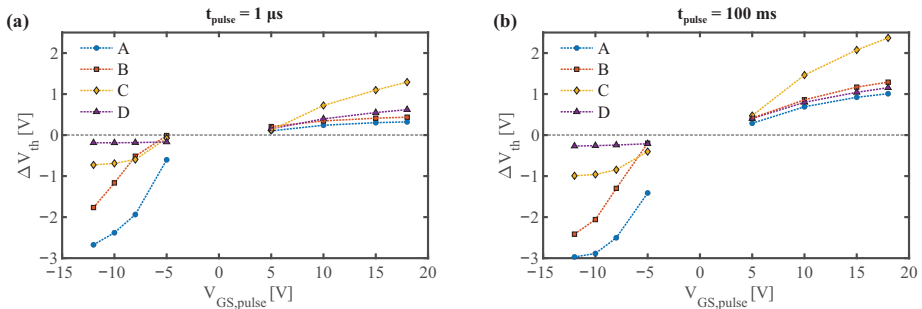 (a)
t_pulse = 1 μs
A
B
C
D
2
1
0
−1
−2
−3
ΔV_th [V]
−15 −10 −5 0 5 10 15 20
V_GS,pulse [V]
(b)
t_pulse = 100 ms
A
B
C
D
2
1
0
−1
−2
−3
ΔV_th [V]
−15 −10 −5 0 5 10 15 20
V_GS,pulse [V]